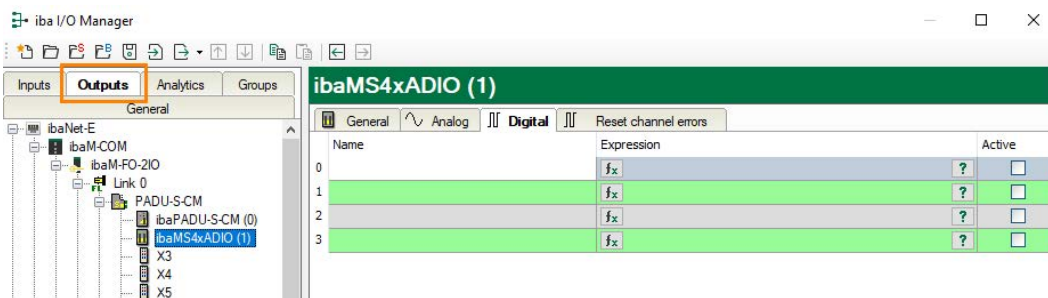 iba I/O Manager
Inputs Outputs Analytics Groups
General
ibaNet-E
ibaM-COM
ibaM-FO-2IO
Link 0
PADU-S-CM
ibaPADU-S-CM (0)
ibaMS4xADIO (1)
X3
X4
X5
ibaMS4xADIO (1)
General Analog Digital Reset channel errors
Name Expression Active
0 fx ?
1 fx ?
2 fx ?
3 fx ?